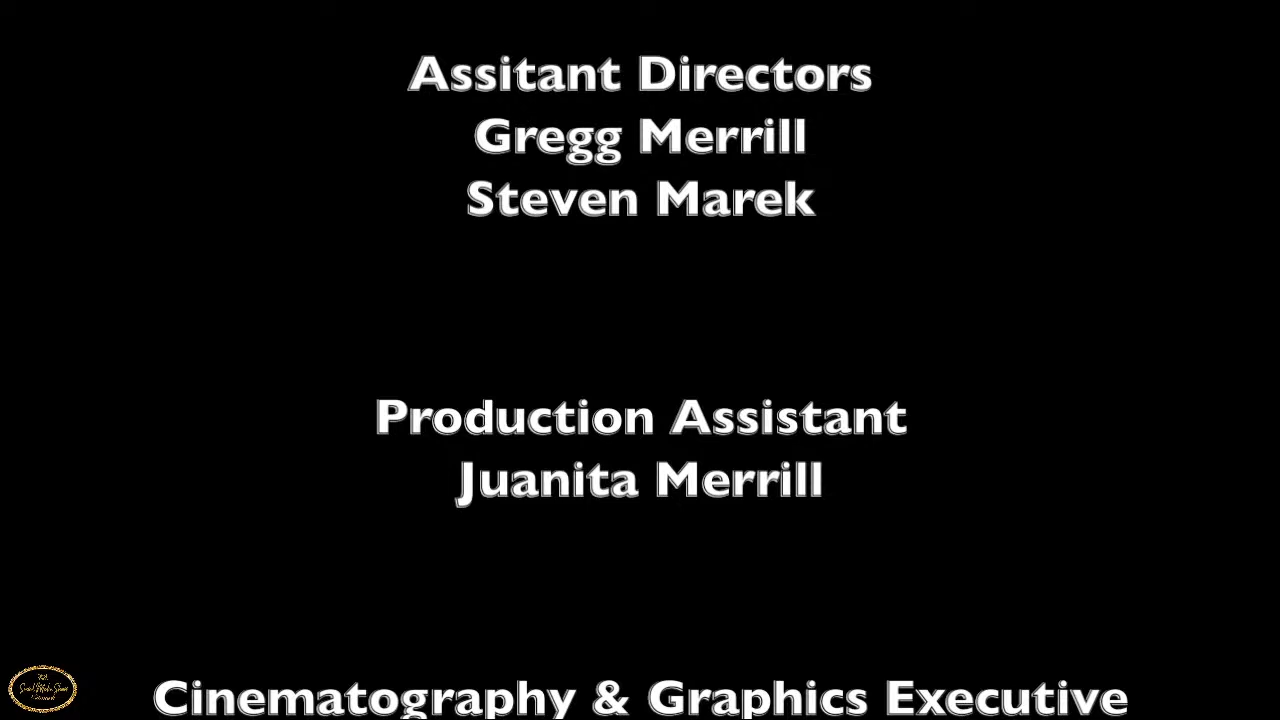 Assitant Directors
Gregg Merrill
Steven Marek
Production Assistant
Juanita Merrill
Cinematography & Graphics Executive